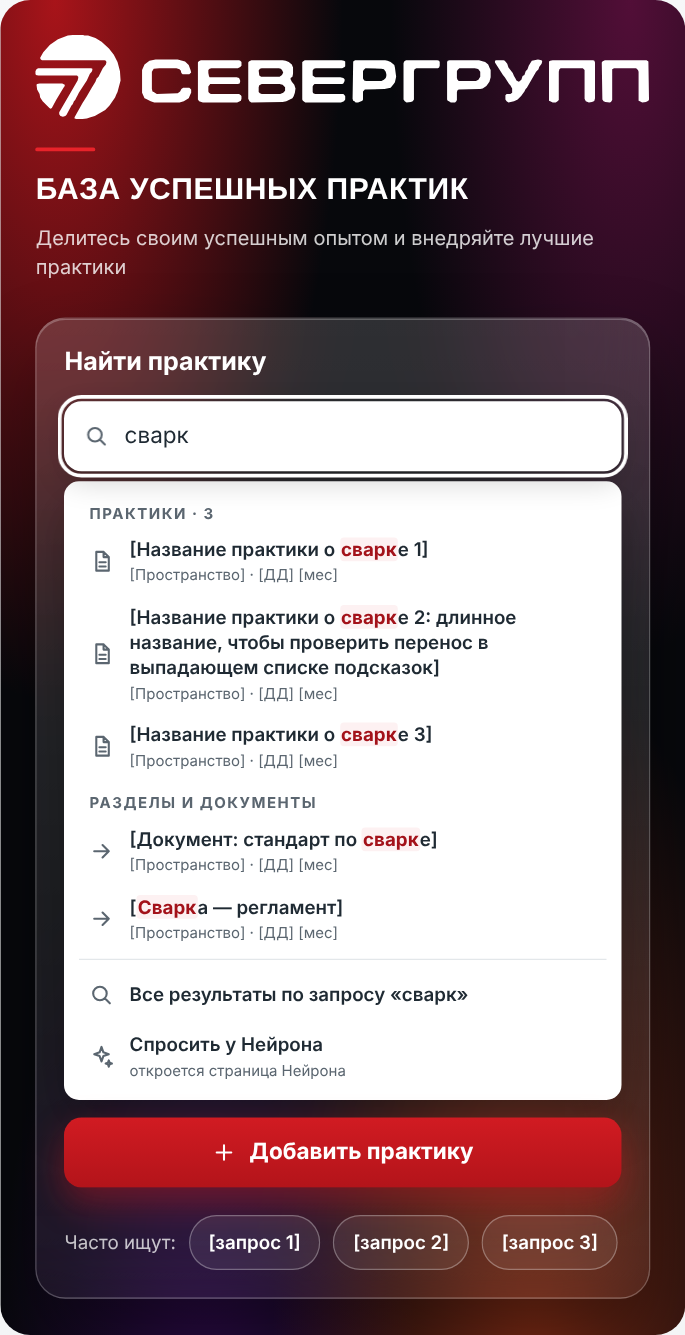 СЕВЕРГРУПП
БАЗА УСПЕШНЫХ ПРАКТИК
Делитесь своим успешным опытом и внедряйте лучшие
практики
Найти практику
сварк
ПРАКТИКИ · 3
[Название практики о сварке 1]
[Пространство] · [ДД] [мес]
[Название практики о сварке 2: длинное
название, чтобы проверить перенос в
выпадающем списке подсказок]
[Пространство] · [ДД] [мес]
[Название практики о сварке 3]
[Пространство] · [ДД] [мес]
РАЗДЕЛЫ И ДОКУМЕНТЫ
[Документ: стандарт по сварке]
[Пространство] · [ДД] [мес]
[Сварка — регламент]
[Пространство] · [ДД] [мес]
Все результаты по запросу «сварк»
Спросить у Нейрона
откроется страница Нейрона
+ Добавить практику
Часто ищут: [запрос 1] [запрос 2] [запрос 3]